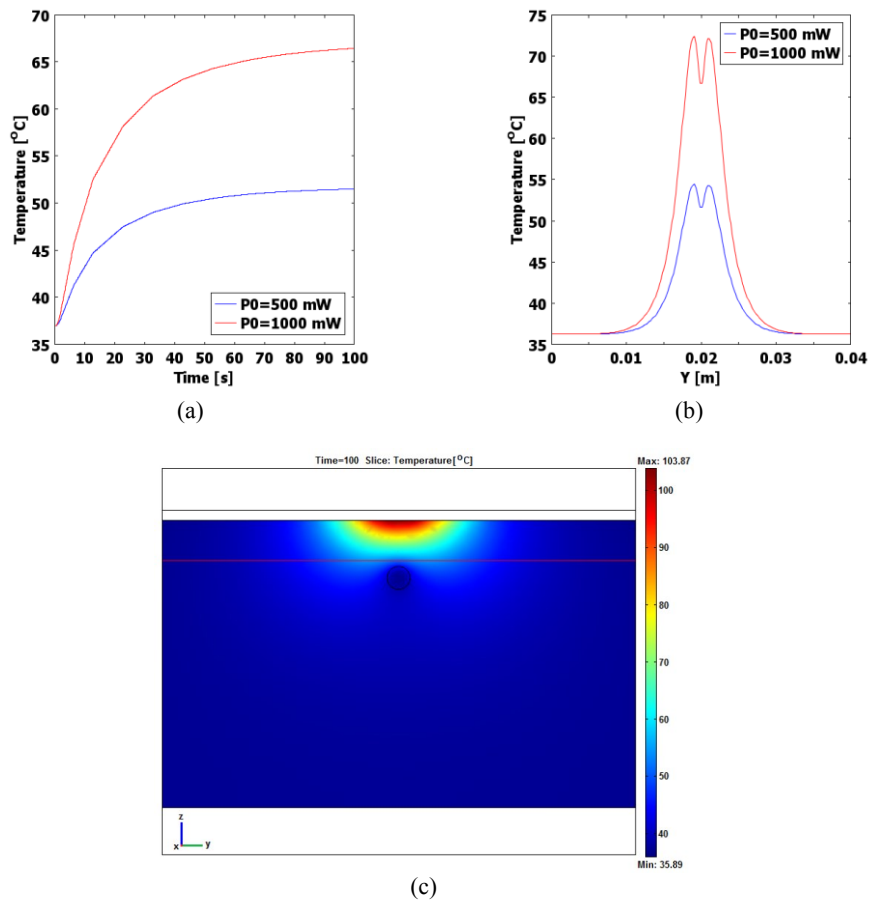 70
65
60
55
50
45
40
35
Temperature [°C]
P0=500 mW
P0=1000 mW
0 10 20 30 40 50 60 70 80 90 100
Time [s]
(a)
75
70
65
60
55
50
45
40
35
Temperature [°C]
P0=500 mW
P0=1000 mW
0 0.01 0.02 0.03 0.04
Y [m]
(b)
Time=100 Slice: Temperature[°C]
Max: 103.87
100
90
80
70
60
50
40
Min: 35.89
z
x y
(c)